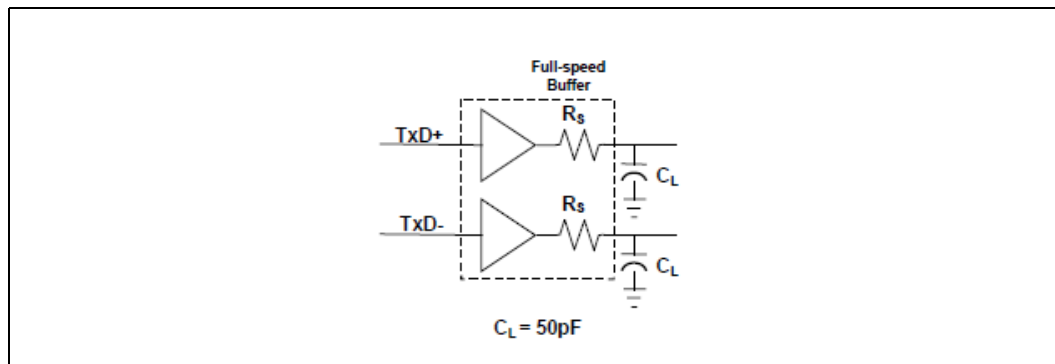 Full-speed
Buffer
Rs
TxD+
CL
Rs
TxD-
CL
CL = 50pF